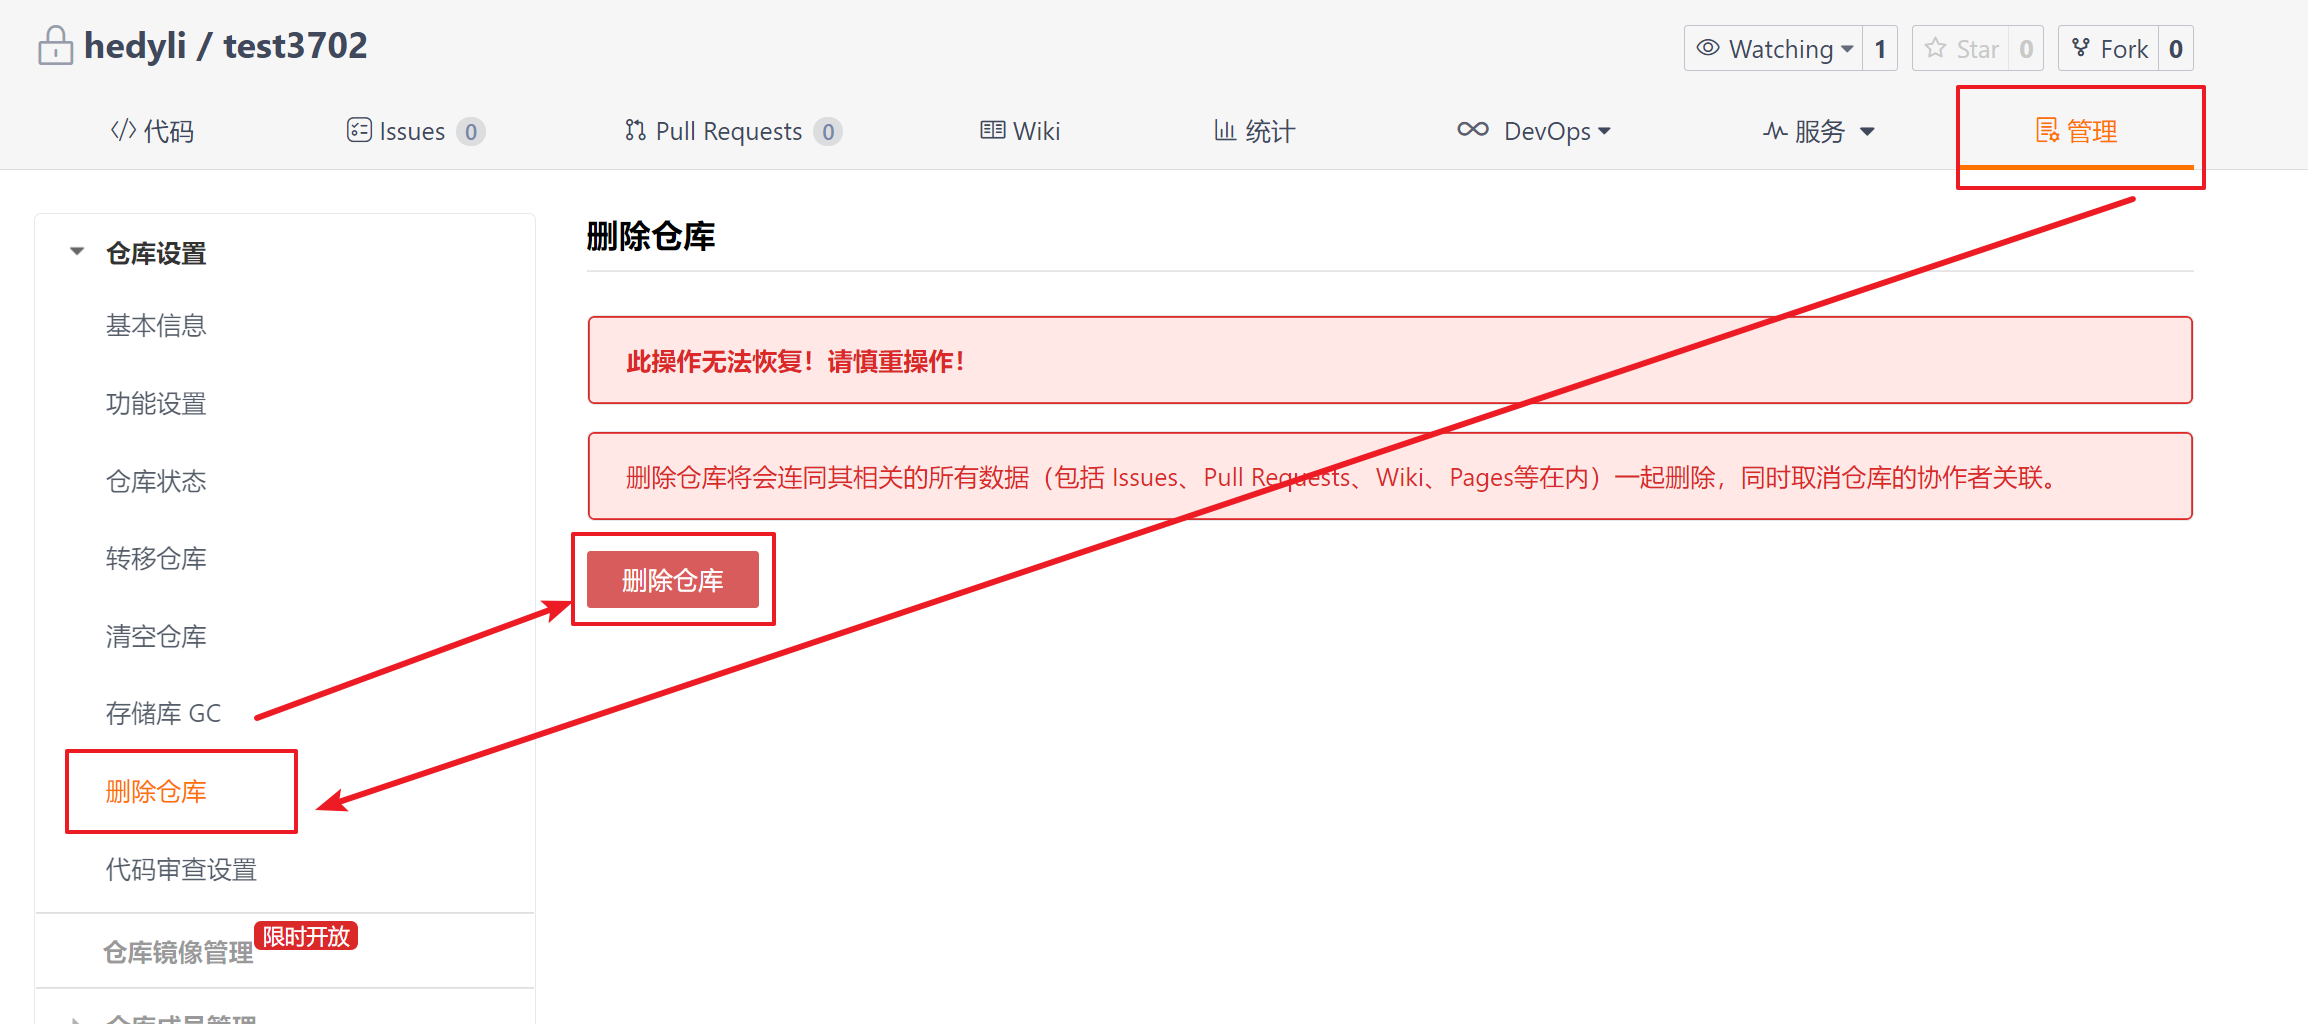 hedyli / test3702
Watching 1 Star 0 Fork 0
代码 Issues 0 Pull Requests 0 Wiki 统计 DevOps 服务 管理
仓库设置
基本信息
功能设置
仓库状态
转移仓库
清空仓库
存储库 GC
删除仓库
代码审查设置
仓库镜像管理 限时开放
仓库成员管理
删除仓库
此操作无法恢复！请慎重操作！
删除仓库将会连同其相关的所有数据（包括 Issues、Pull Requests、Wiki、Pages等在内）一起删除，同时取消仓库的协作者关联。
删除仓库